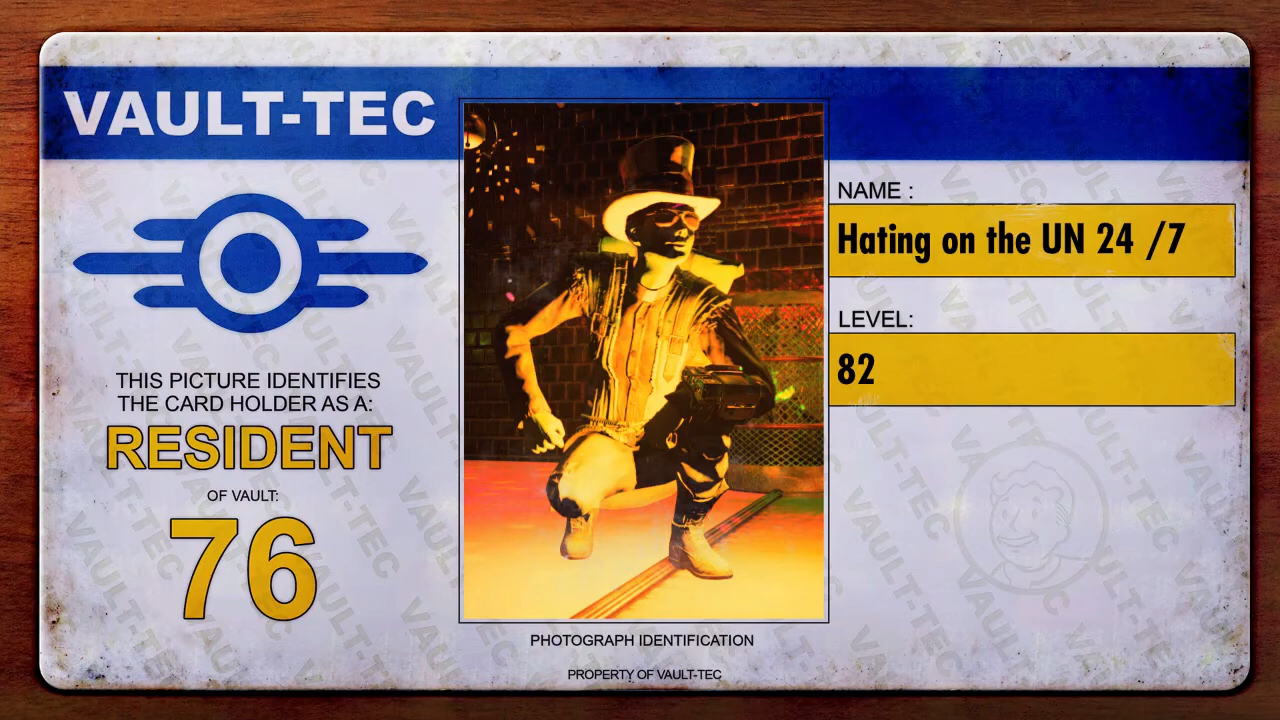 VAULT-TEC
THIS PICTURE IDENTIFIES
THE CARD HOLDER AS A:
RESIDENT
OF VAULT:
76
NAME :
Hating on the UN 24 /7
LEVEL:
82
PHOTOGRAPH IDENTIFICATION
PROPERTY OF VAULT-TEC